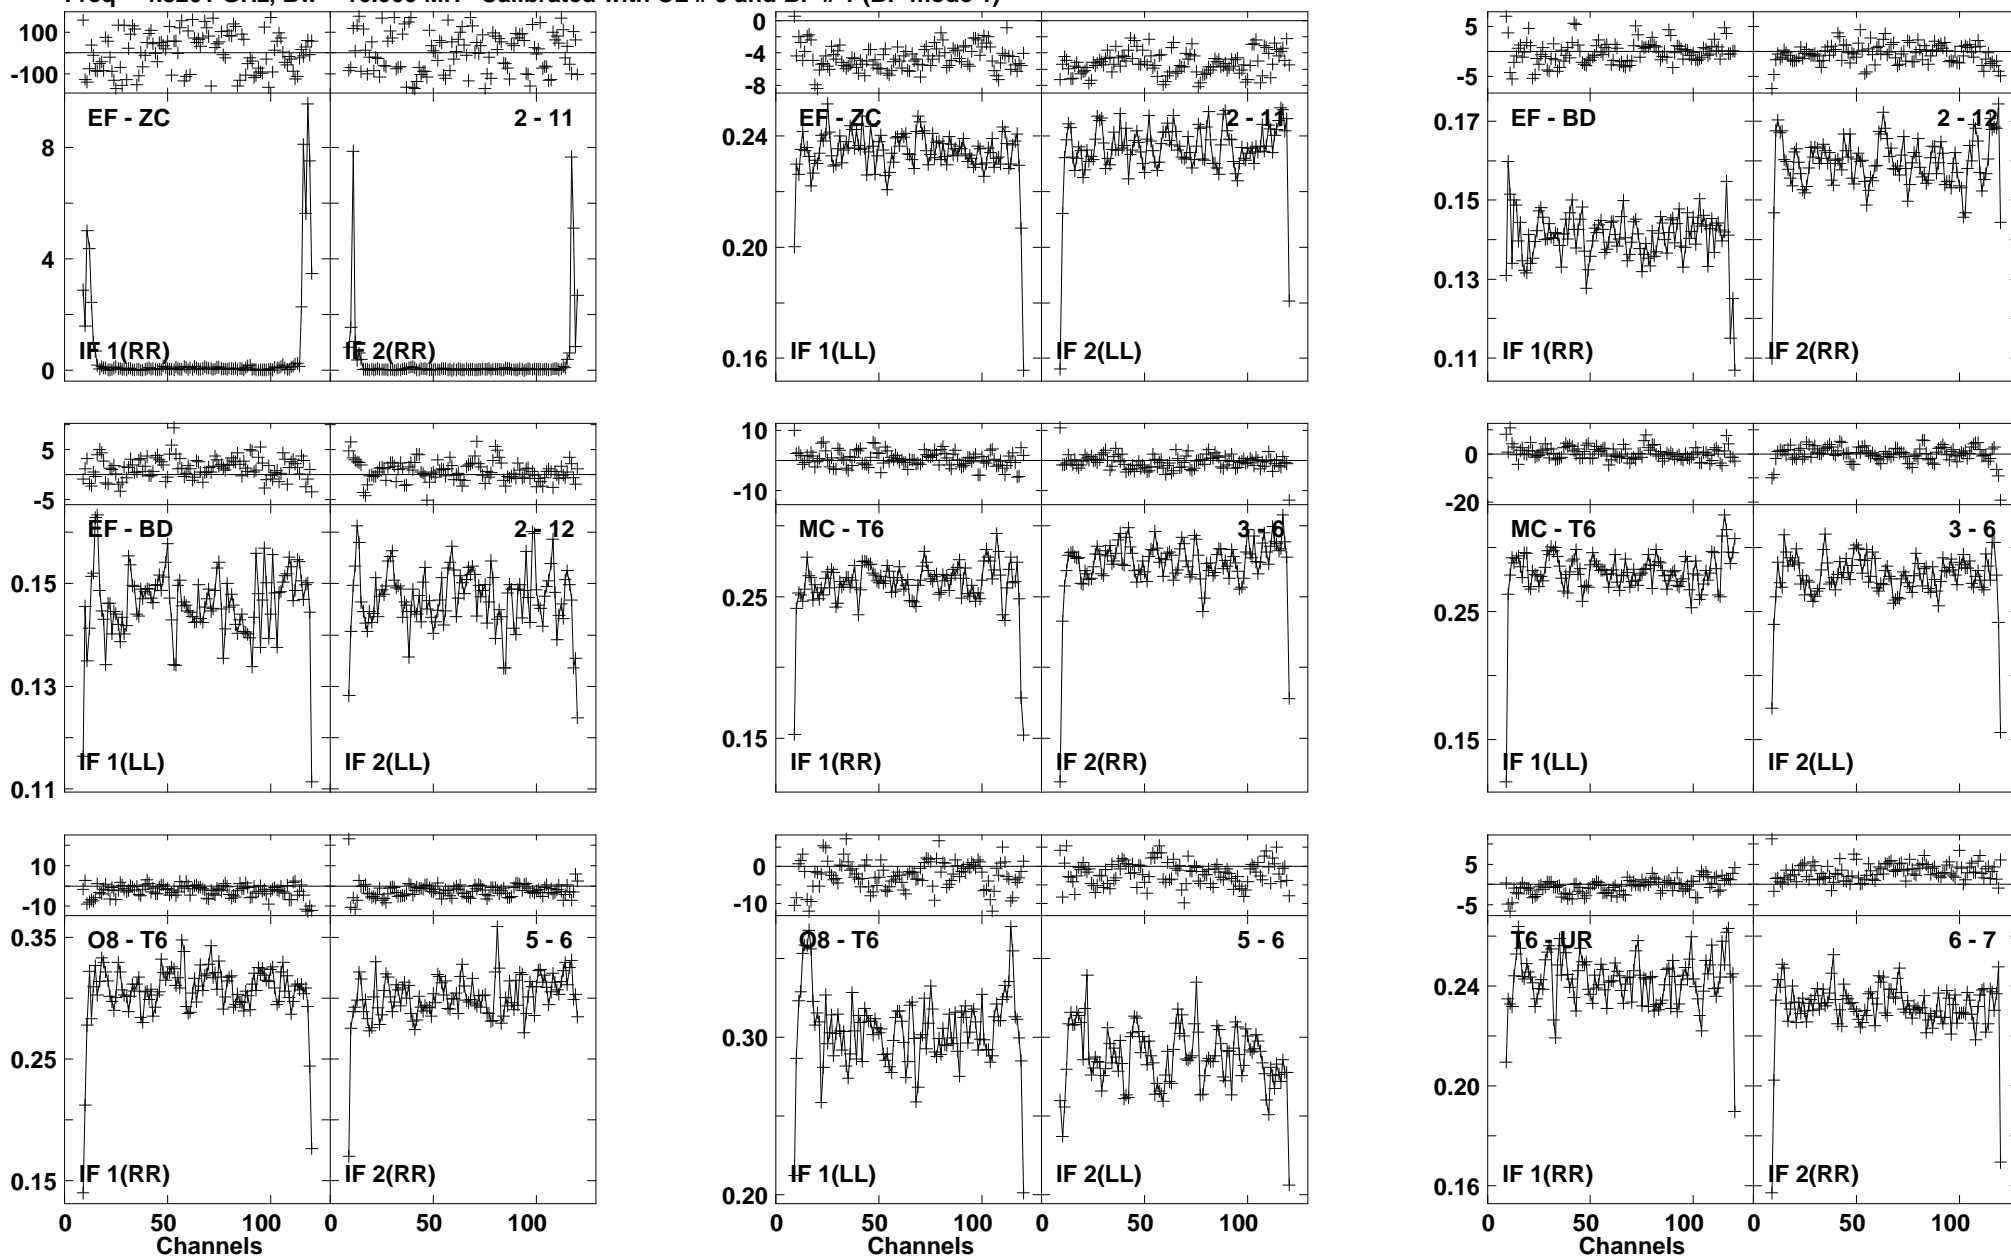 100
-100
EF - ZC
2 - 11
8
4
0
IF 1(RR)
IF 2(RR)
0
-4
-8
EF - ZC
2 - 11
0.24
0.20
0.16
IF 1(LL)
IF 2(LL)
5
-5
EF - BD
2 - 12
0.17
0.15
0.13
0.11
IF 1(RR)
IF 2(RR)
5
-5
EF - BD
2 - 12
0.15
0.13
0.11
IF 1(LL)
IF 2(LL)
10
-10
MC - T6
3 - 6
0.25
0.15
IF 1(RR)
IF 2(RR)
0
-20
MC - T6
3 - 6
0.25
0.15
IF 1(LL)
IF 2(LL)
10
-10
O8 - T6
5 - 6
0.35
0.25
0.15
IF 1(RR)
IF 2(RR)
0 50 100 0 50 100
Channels
0
-10
O8 - T6
5 - 6
0.30
0.20
IF 1(LL)
IF 2(LL)
0 50 100 0 50 100
Channels
5
-5
T6 - UR
6 - 7
0.24
0.20
0.16
IF 1(RR)
IF 2(RR)
0 50 100 0 50 100
Channels